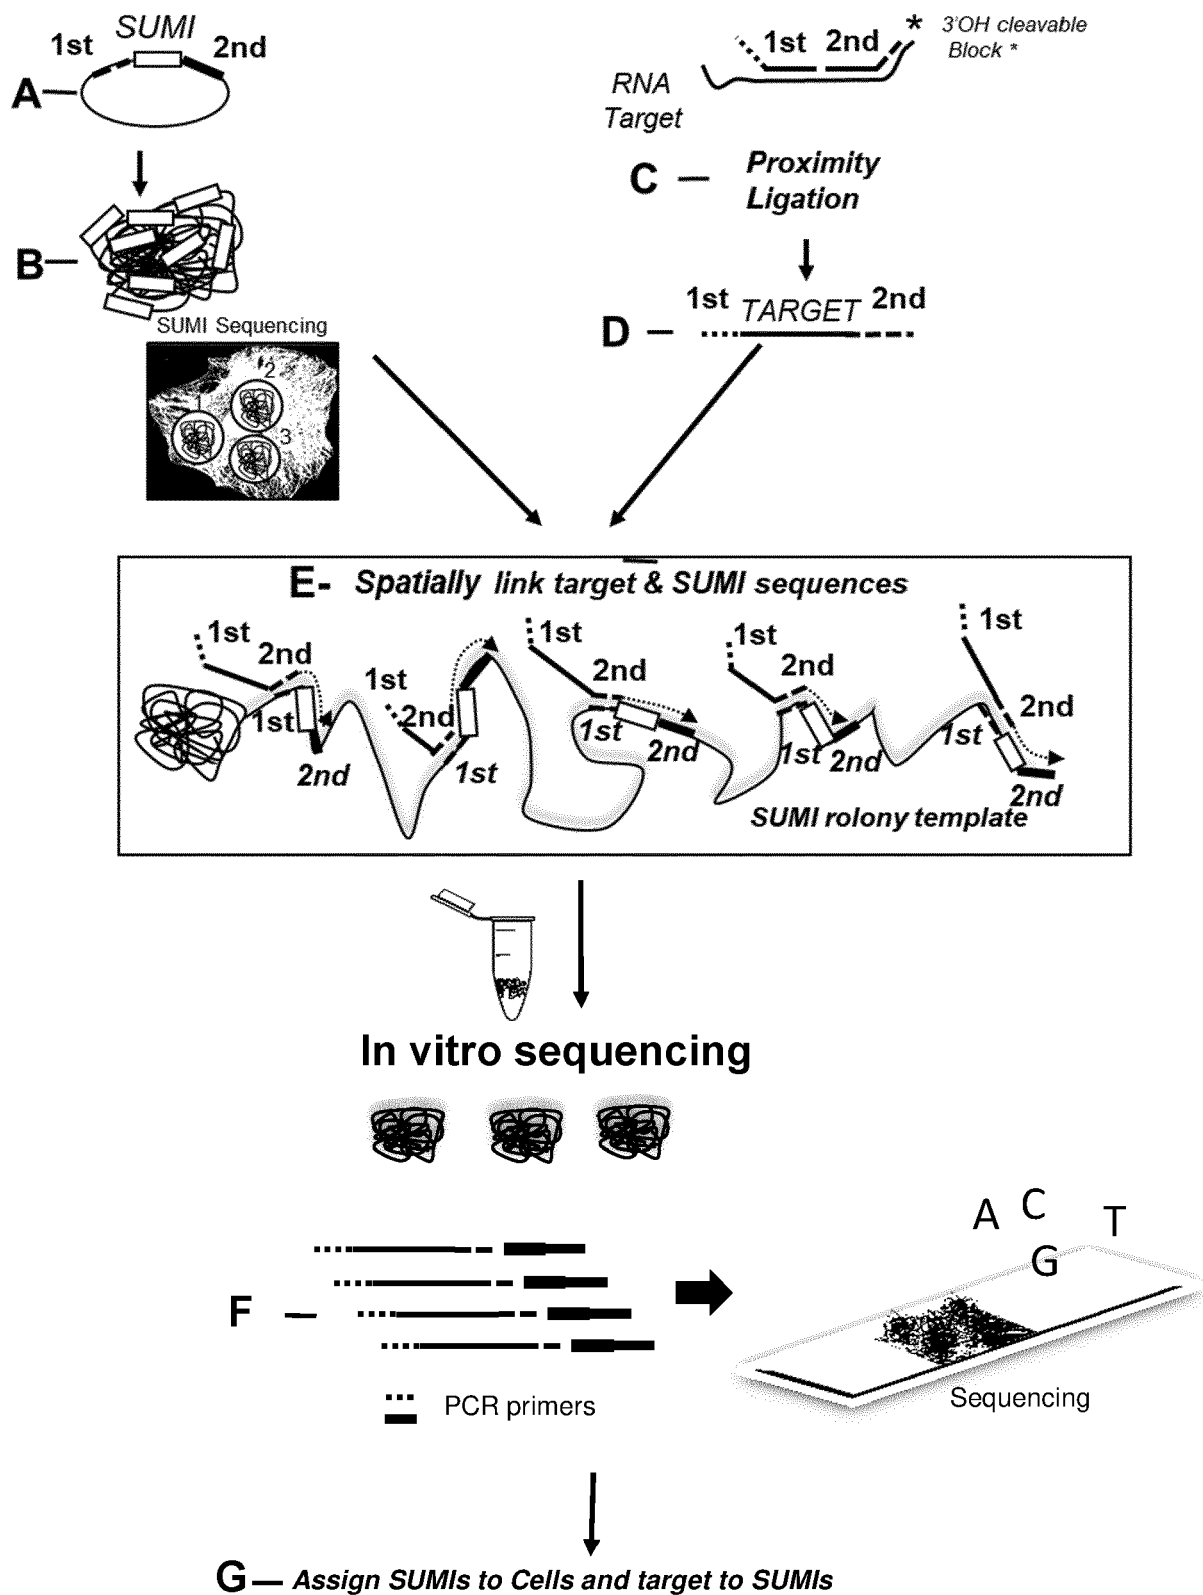 SUMI
1st 2nd
A
B
SUMI Sequencing
1
2
3
* 3'OH cleavable
Block *
1st 2nd
RNA
Target
C – Proximity
Ligation
1st TARGET 2nd
D –
E- Spatially link target & SUMI sequences
1st
2nd
1st
2nd
1st
2nd
1st
1st
2nd
1st
2nd
1st
2nd
1st
2nd
1st
2nd
1st
2nd
SUMI rolony template
In vitro sequencing
F –
PCR primers
A C T
G
Sequencing
G – Assign SUMIs to Cells and target to SUMIs